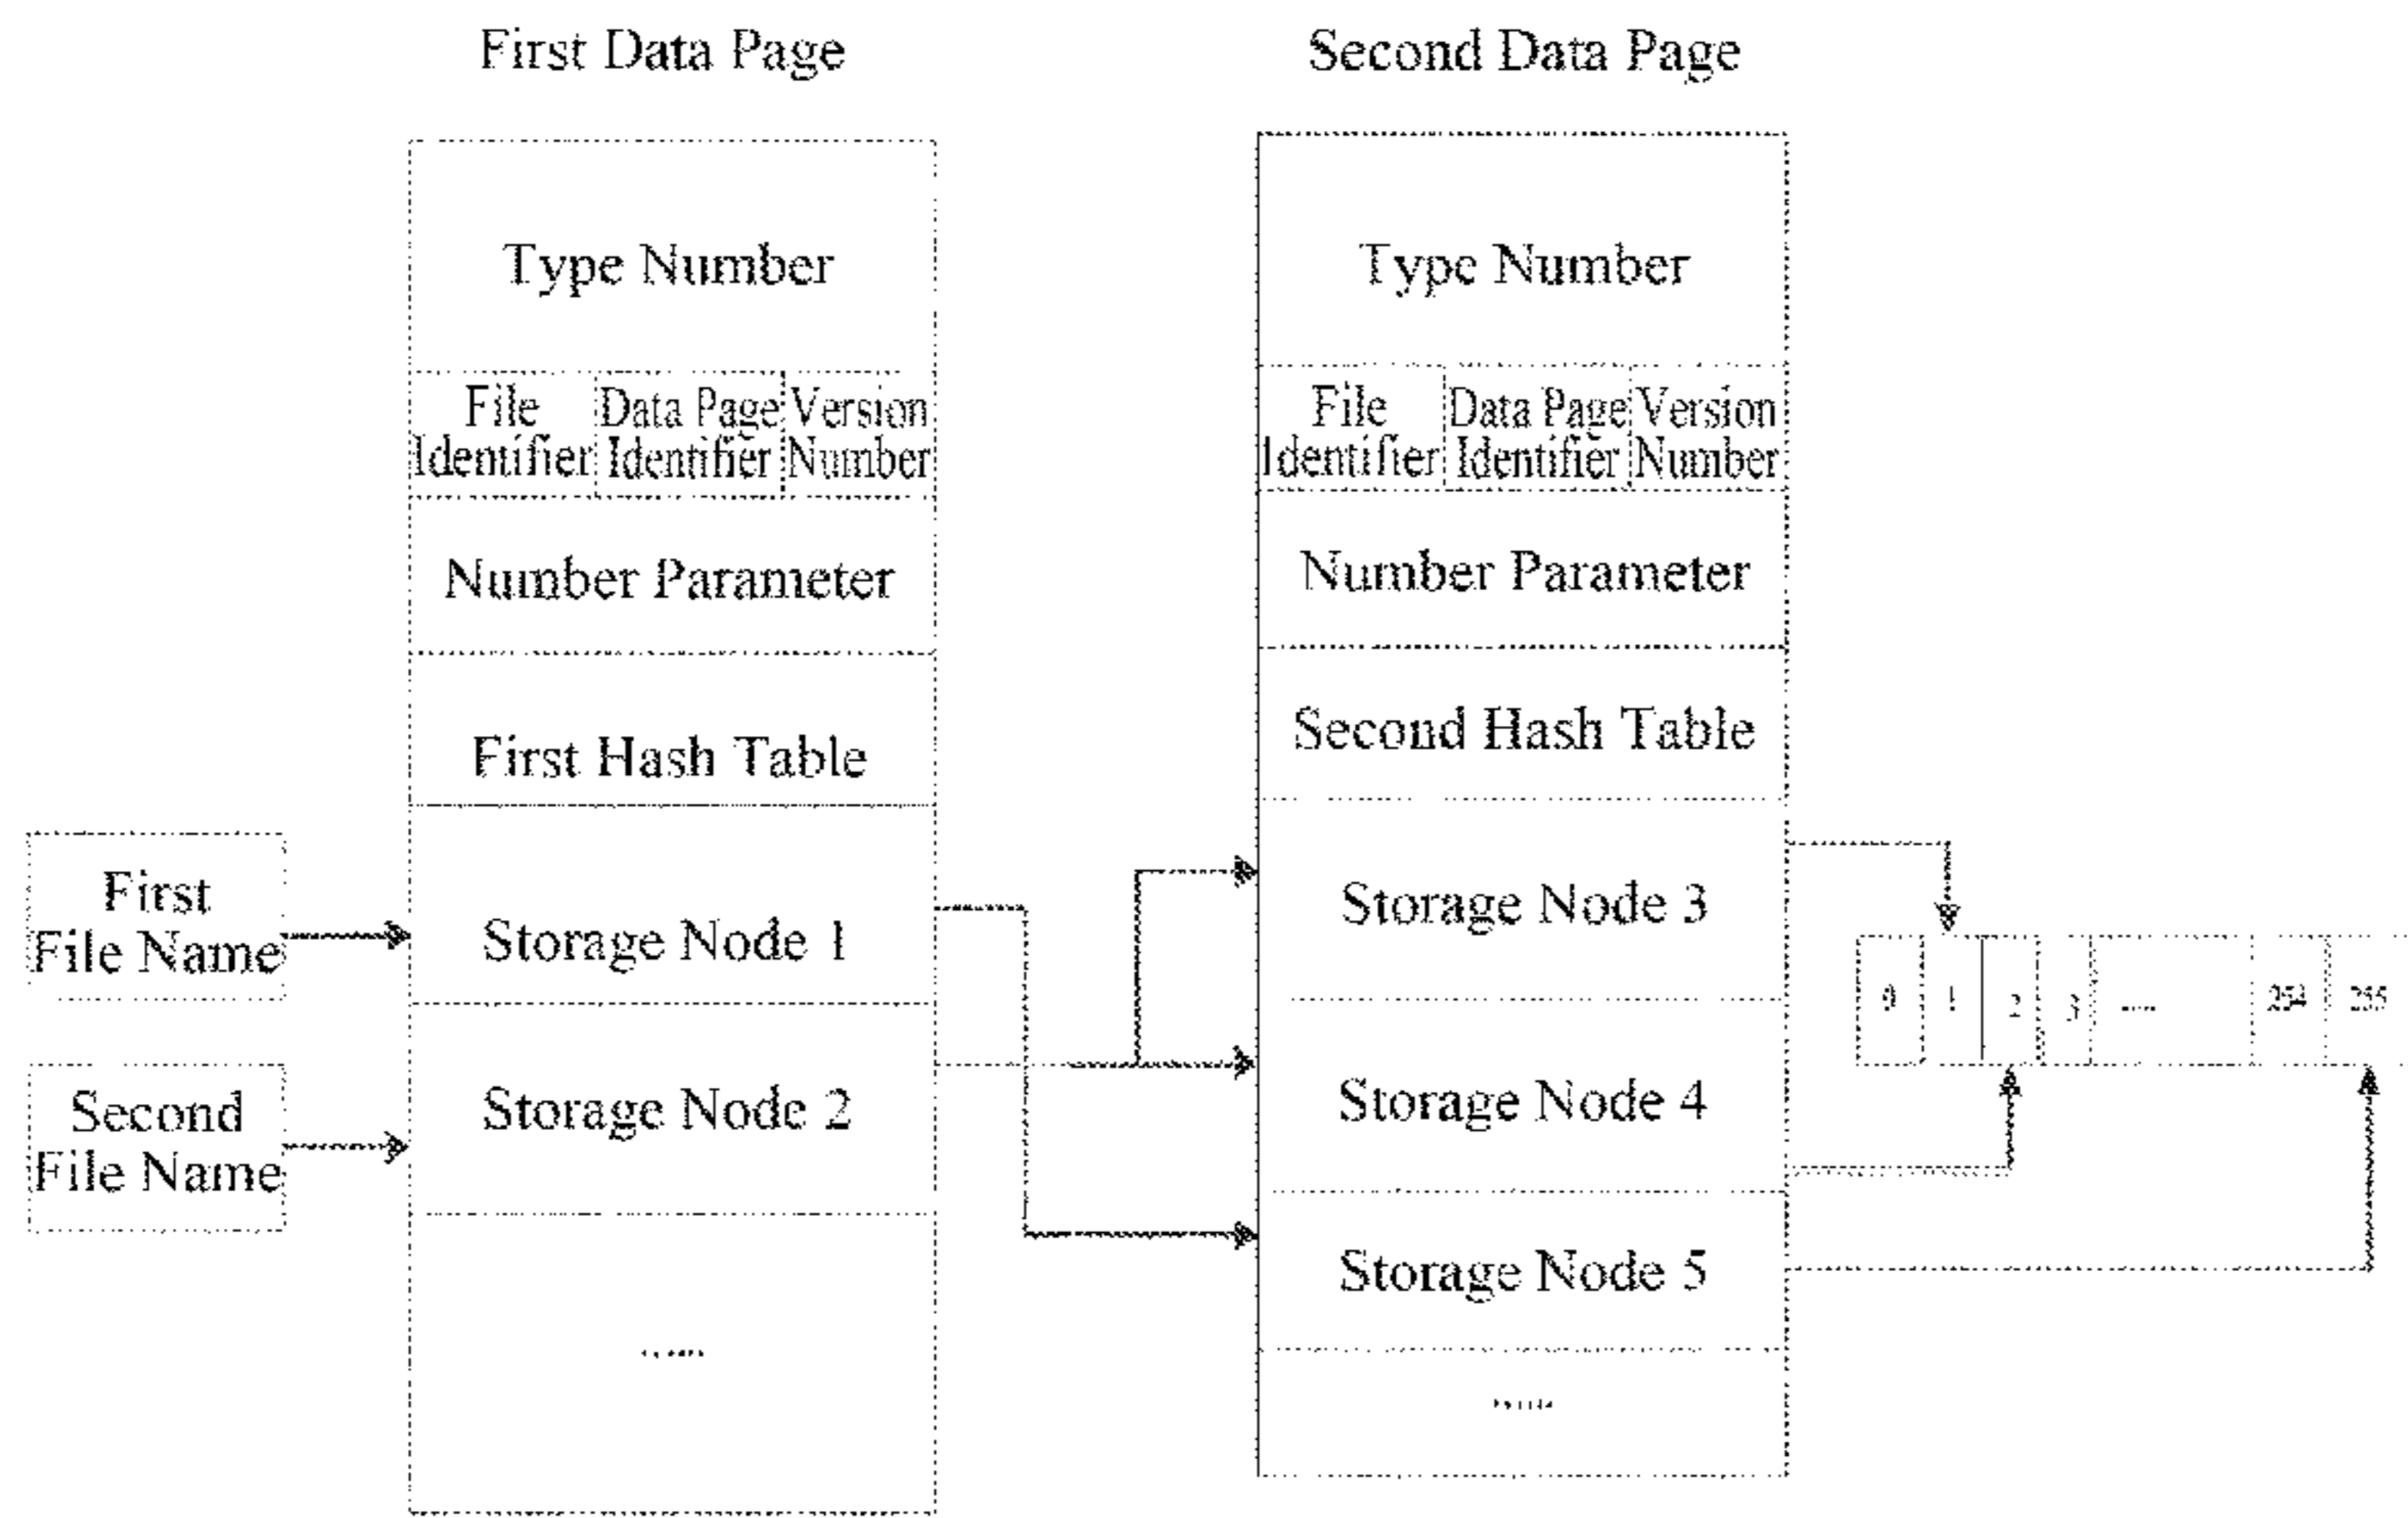 First Data Page
Type Number
File
Identifier
Data Page
Identifier
Version
Number
Number Parameter
First Hash Table
Storage Node 1
Storage Node 2
First
File Name
Second
File Name
Second Data Page
Type Number
File
Identifier
Data Page
Identifier
Version
Number
Number Parameter
Second Hash Table
Storage Node 3
Storage Node 4
Storage Node 5
0
1
2
3
254
255